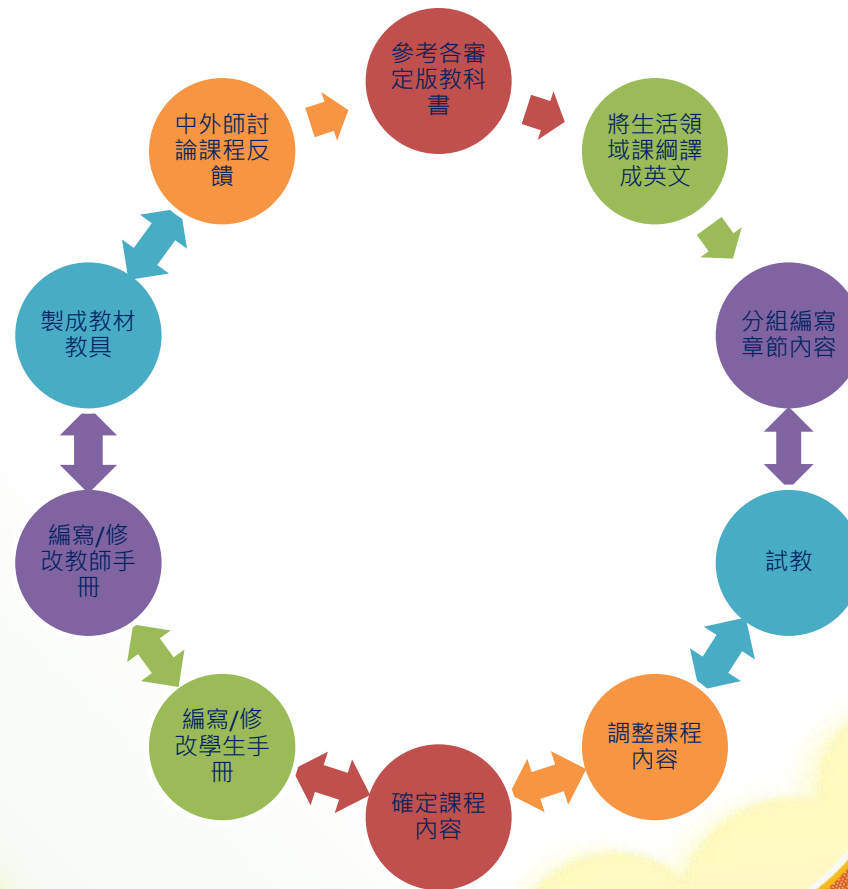 參考各審
定版教科
書
將生活領
域課綱譯
成英文
分組編寫
章節內容
試教
調整課程
內容
確定課程
內容
編寫/修
改學生手
冊
編寫/修
改教師手
冊
製成教材
教具
中外師討
論課程反
饋